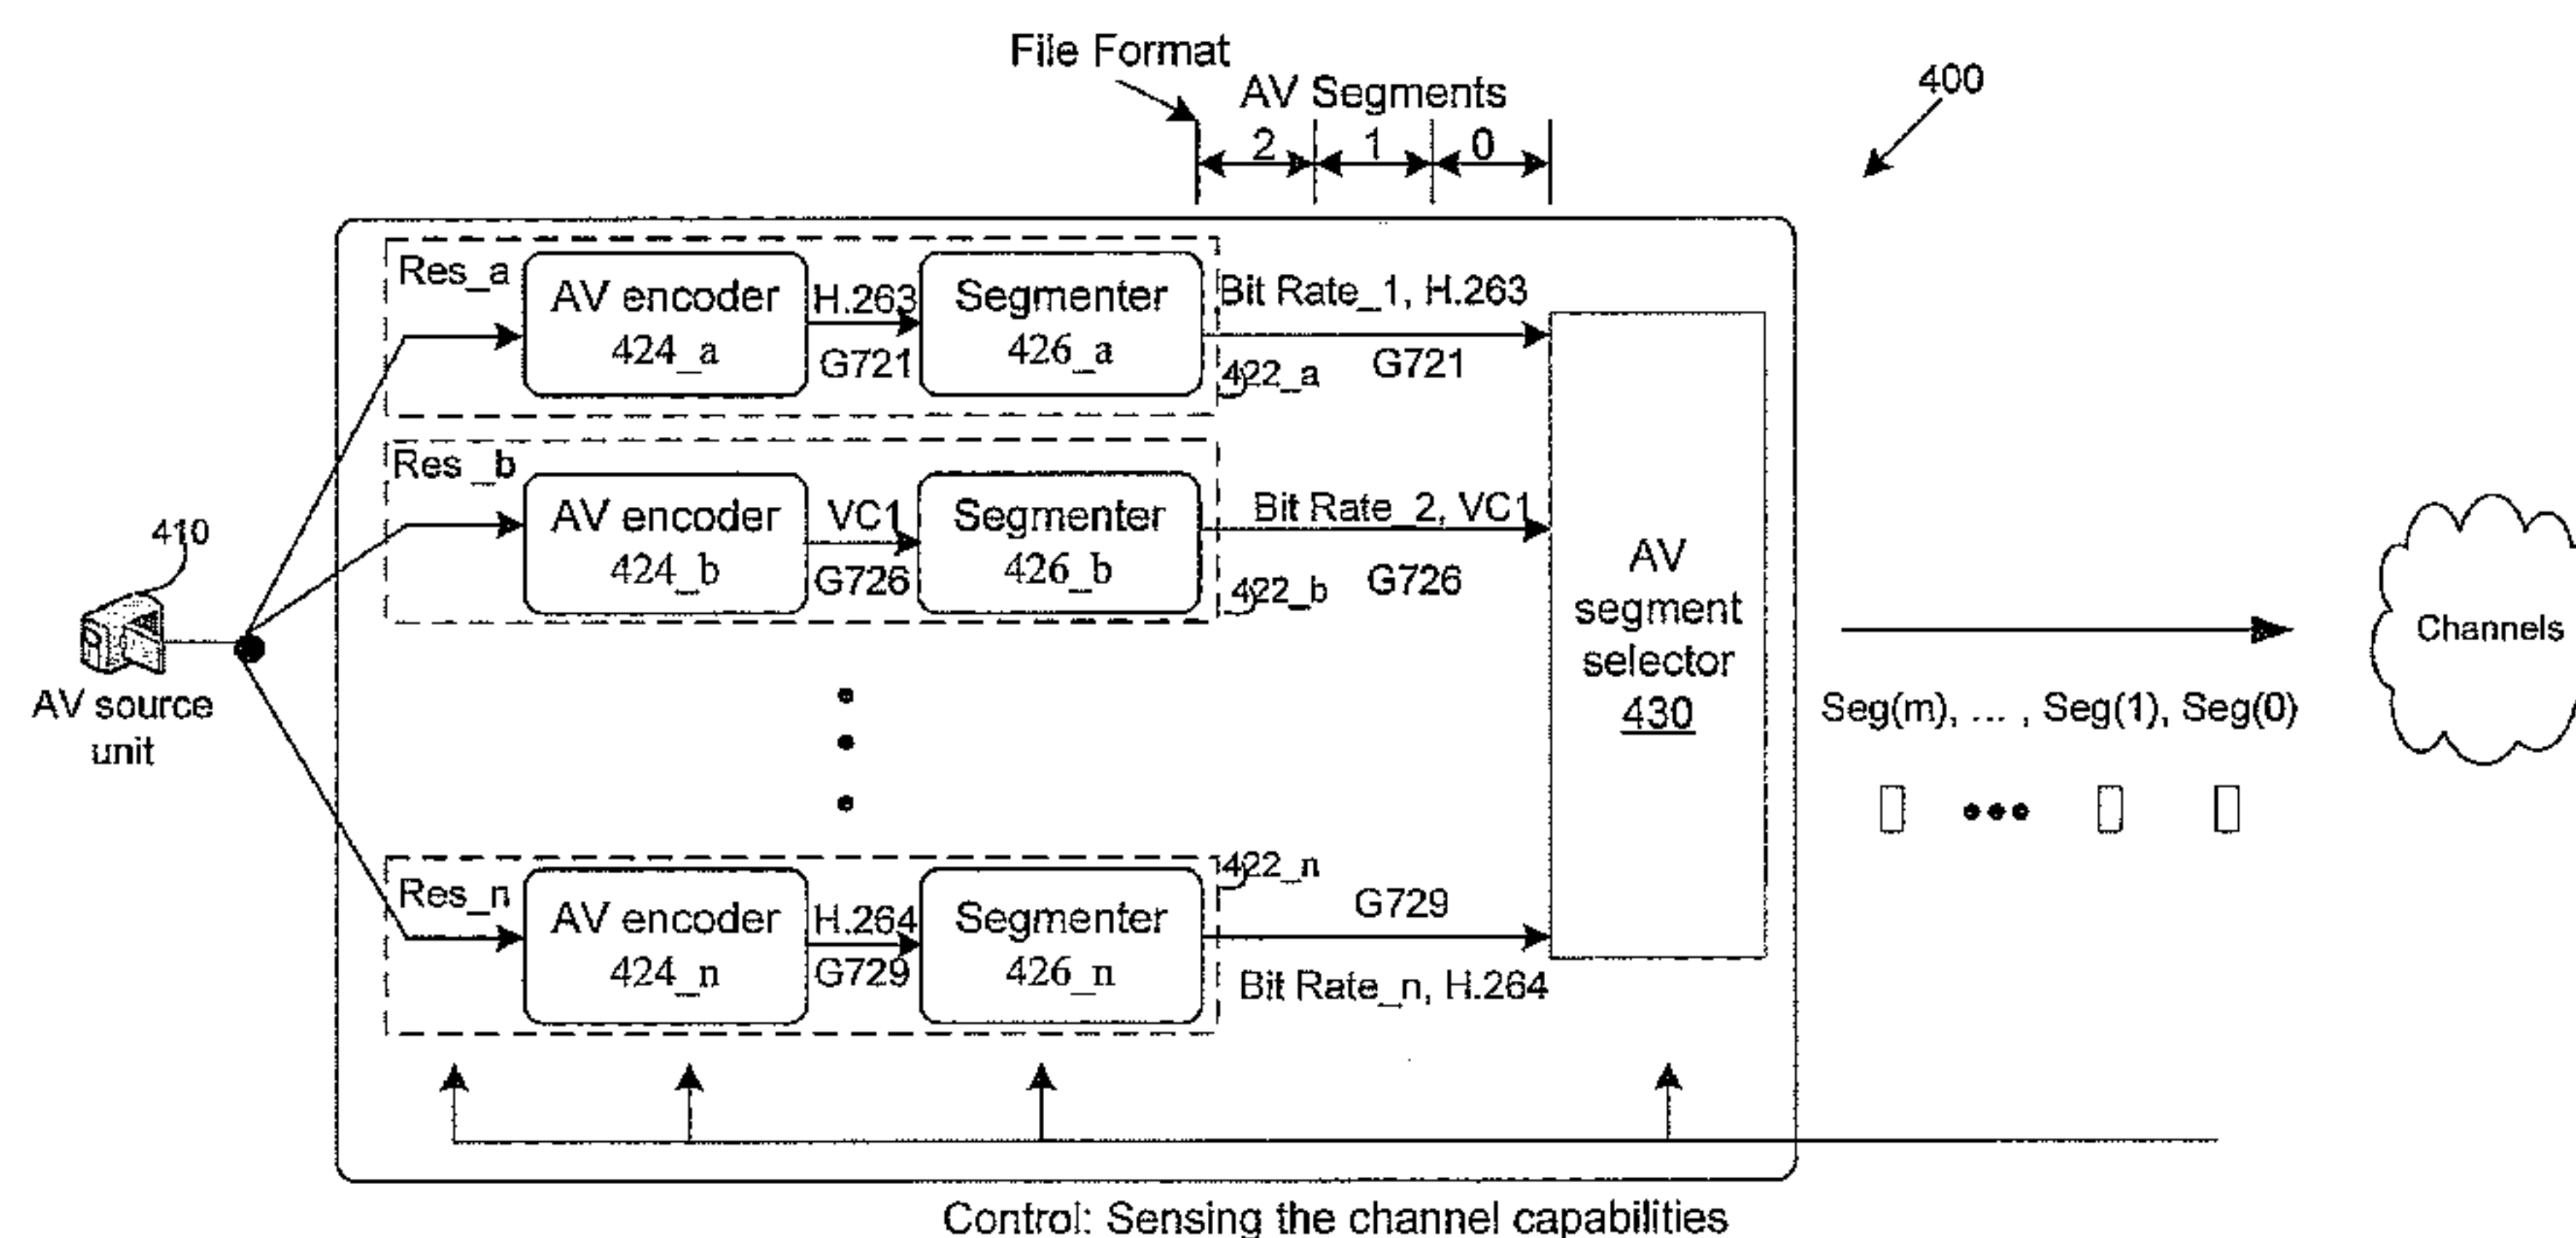 File Format
AV Segments
2 1 0
400
Res_a
AV encoder
424_a
H.263
G721
Segmenter
426_a
Bit Rate_1, H.263
G721
422_a
Res_b
AV encoder
424_b
VC1
G726
Segmenter
426_b
Bit Rate_2, VC1
G726
422_b
410
AV source
unit
AV
segment
selector
430
Channels
Seg(m), ... , Seg(1), Seg(0)
Res_n
AV encoder
424_n
H.264
G729
Segmenter
426_n
422_n
G729
Bit Rate_n, H.264
Control: Sensing the channel capabilities